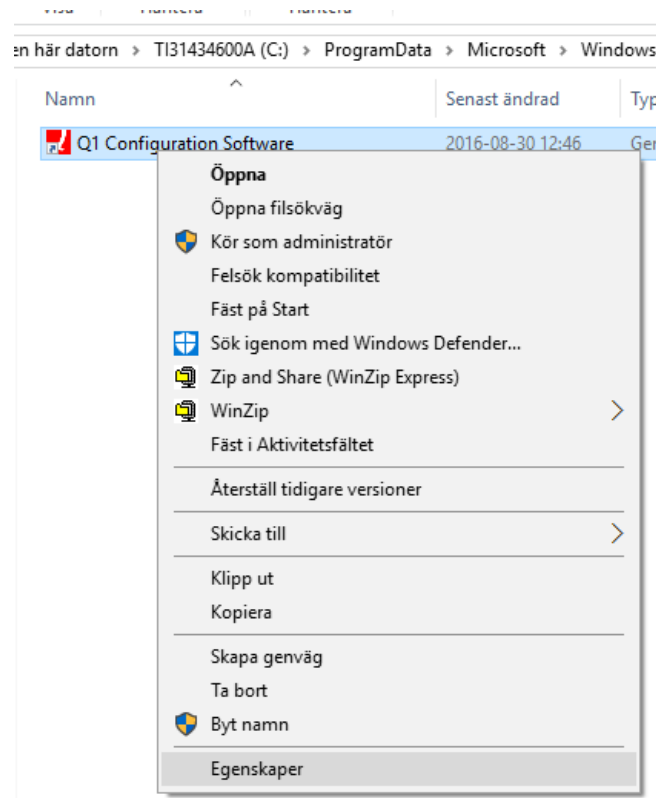 en här datorn > TI31434600A (C:) > ProgramData > Microsoft > Windows
Namn Senast ändrad Typ
Q1 Configuration Software 2016-08-30 12:46 Gen
Öppna
Öppna filsökväg
Kör som administratör
Felsök kompatibilitet
Fäst på Start
Sök igenom med Windows Defender...
Zip and Share (WinZip Express)
WinZip
Fäst i Aktivitetsfältet
Återställ tidigare versioner
Skicka till
Klipp ut
Kopiera
Skapa genväg
Ta bort
Byt namn
Egenskaper